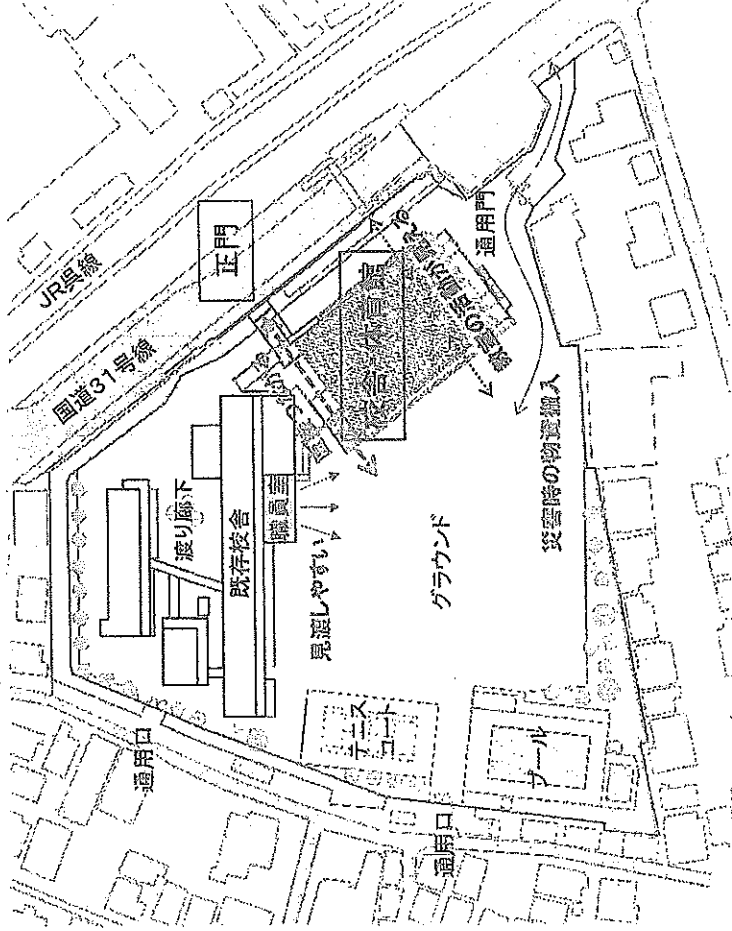 JR呉線
国道31号線
正門
渡り廊下
既存校舎
職員室
見渡しやすい
グラウンド
テニス
コート
プール
通用口
通用口
通用門
災害時の物資搬入